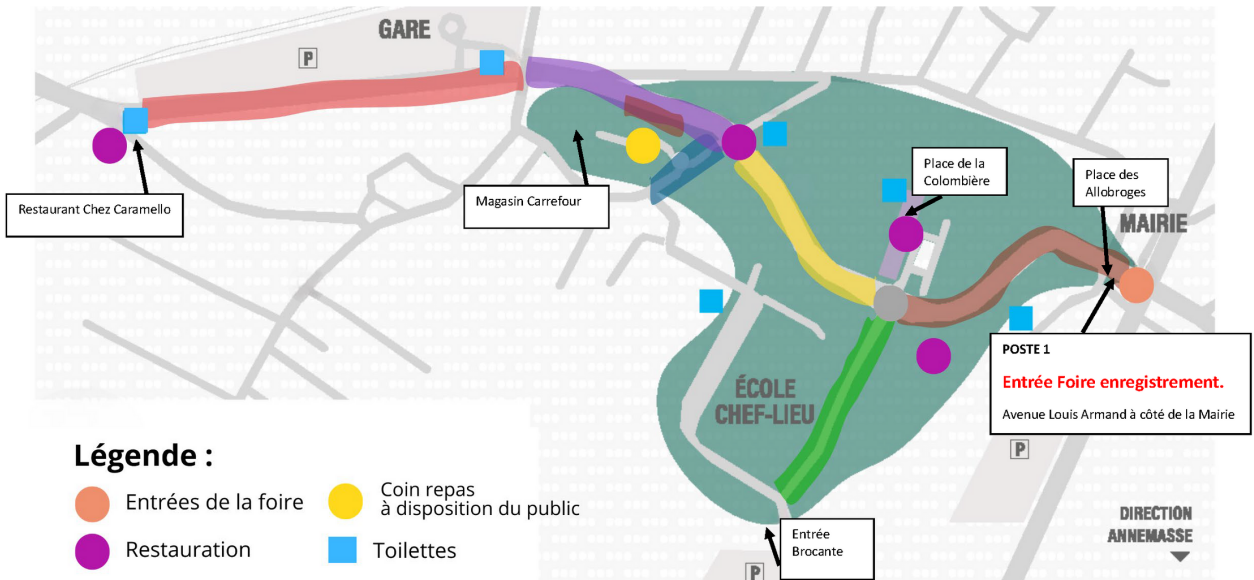 GARE
P
Restaurant Chez Caramello
Magasin Carrefour
Place de la
Colombière
Place des
Allobroges
MAIRIE
POSTE 1
Entrée Foire enregistrement.
Avenue Louis Armand à côté de la Mairie
ÉCOLE
CHEF-LIEU
P
Entrée
Brocante
P
DIRECTION
ANNEMASSE
Légende :
Entrées de la foire
Coin repas
à disposition du public
Restauration
Toilettes